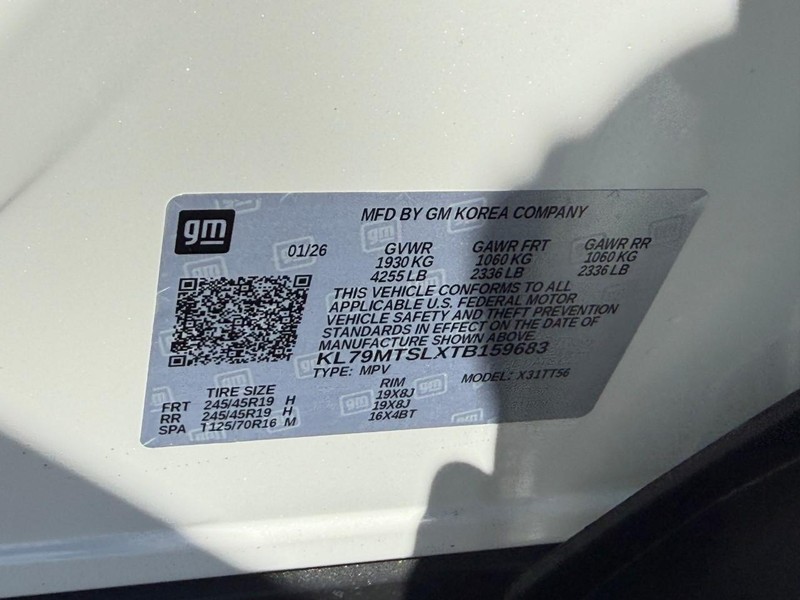 gm
MFD BY GM KOREA COMPANY
01/26
GVWR GAWR FRT GAWR RR
1930 KG 1060 KG 1060 KG
4255 LB 2336 LB 2336 LB
THIS VEHICLE CONFORMS TO ALL
APPLICABLE U.S. FEDERAL MOTOR
VEHICLE SAFETY AND THEFT PREVENTION
STANDARDS IN EFFECT ON THE DATE OF
MANUFACTURE SHOWN ABOVE.
KL79MTSLXTB159683
TYPE: MPV MODEL: X31TT56
TIRE SIZE RIM
FRT 245/45R19 H 19X8J
RR 245/45R19 H 19X8J
SPA T125/70R16 M 16X4BT